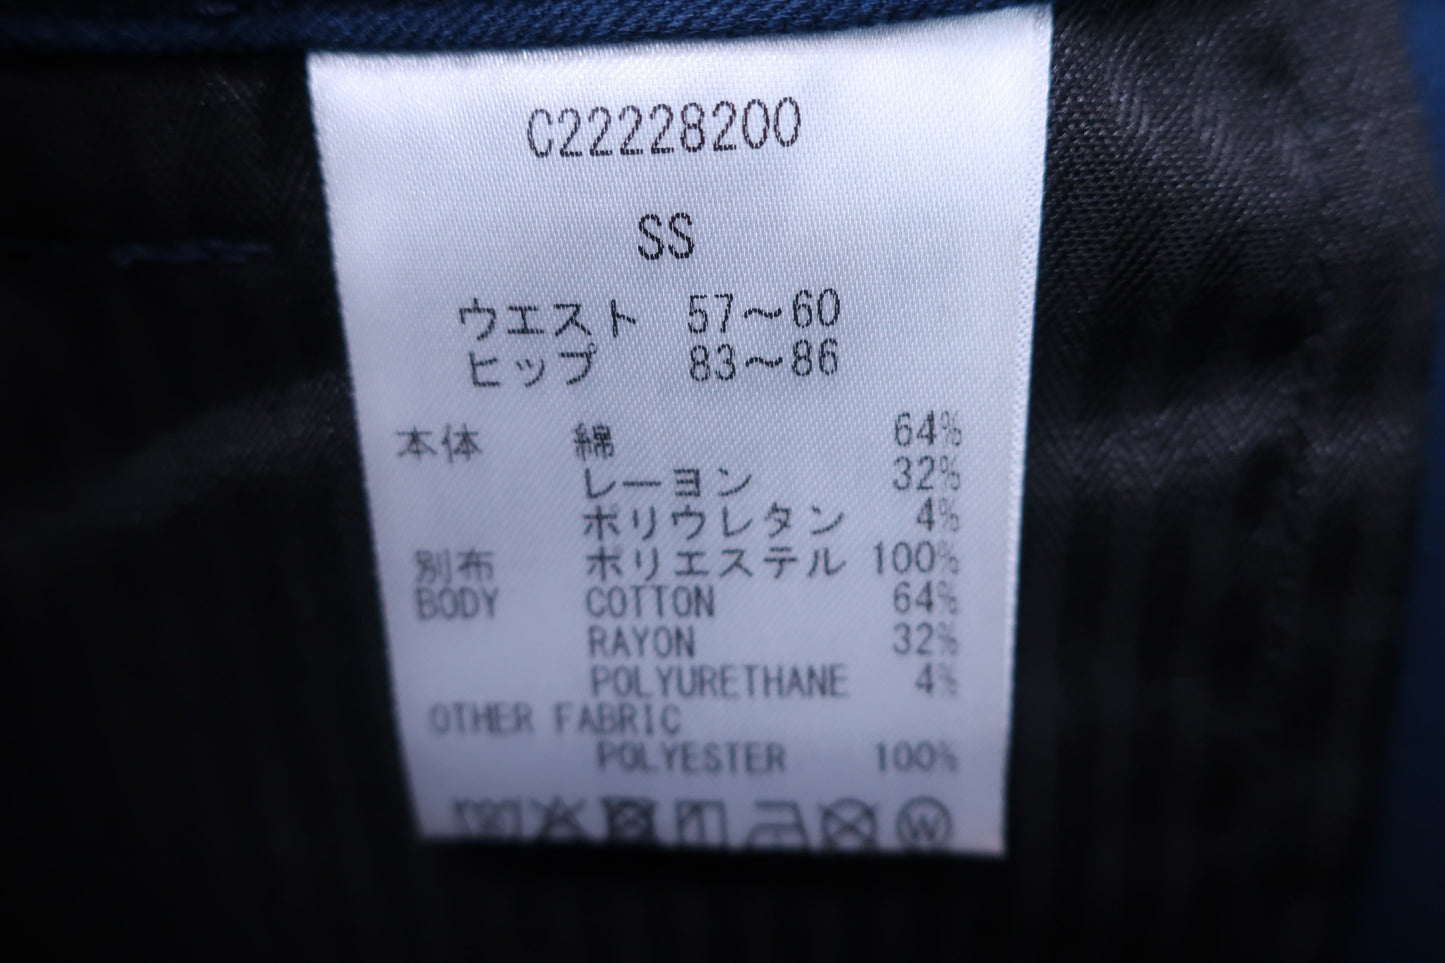 C22228200
SS
ウエスト 57～60
ヒップ 83～86
本体 綿 64%
レーヨン 32%
ポリウレタン 4%
別布 ポリエステル 100%
BODY COTTON 64%
RAYON 32%
POLYURETHANE 4%
OTHER FABRIC
POLYESTER 100%
W